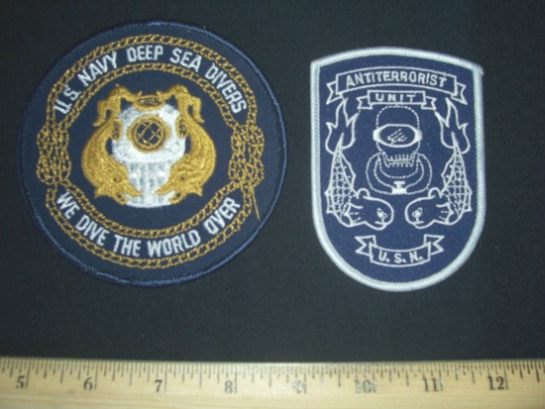 U.S. NAVY DEEP SEA DIVERS
WE DIVE THE WORLD OVER
ANTITERRORIST
UNIT
U.S.N.
5 6 7 8 9 10 11 12